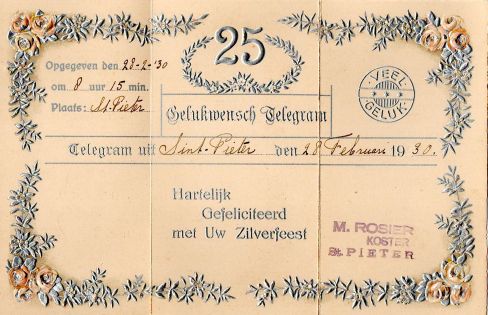 25
Opgegeven den 28-2-'30
om 8 uur 15 min.
Plaats: St. Pieter
VEEL
GELUK
Gelukwensch Telegram
Telegram uit Sint-Pieter den 28 Februari 1930.
Hartelijk
Gefeliciteerd
met Uw Zilverfeest
M. ROSIER
KOSTER
St. PIETER